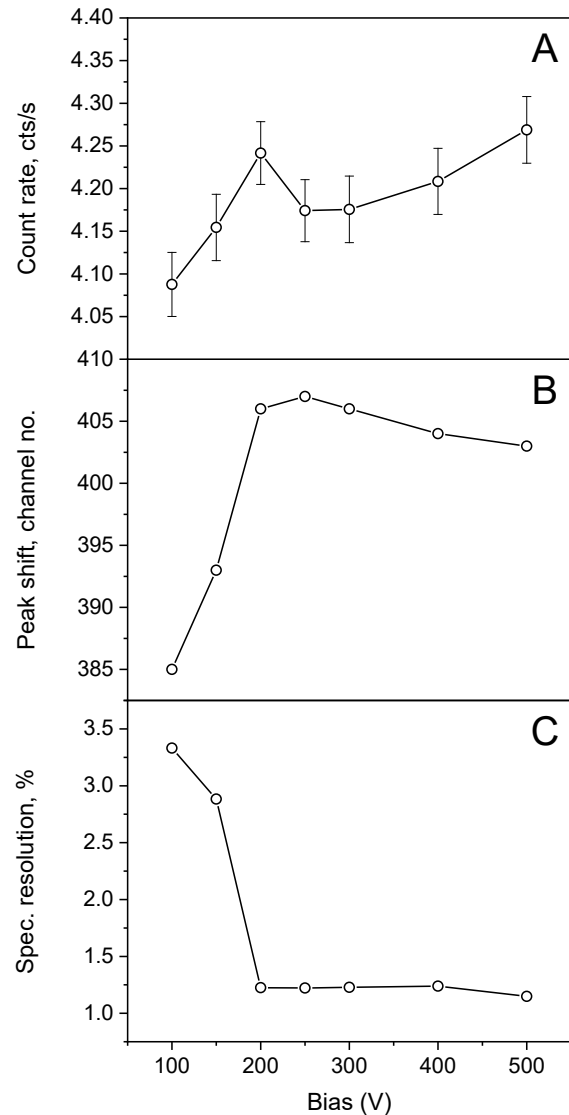 A
Count rate, cts/s
4.40
4.35
4.30
4.25
4.20
4.15
4.10
4.05
B
Peak shift, channel no.
410
405
400
395
390
385
C
Spec. resolution, %
3.5
3.0
2.5
2.0
1.5
1.0
100 200 300 400 500
Bias (V)